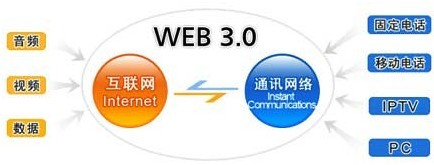 WEB 3.0
音频
视频
数据
互联网
Internet
通讯网络
Instant
Communications
固定电话
移动电话
IPTV
PC